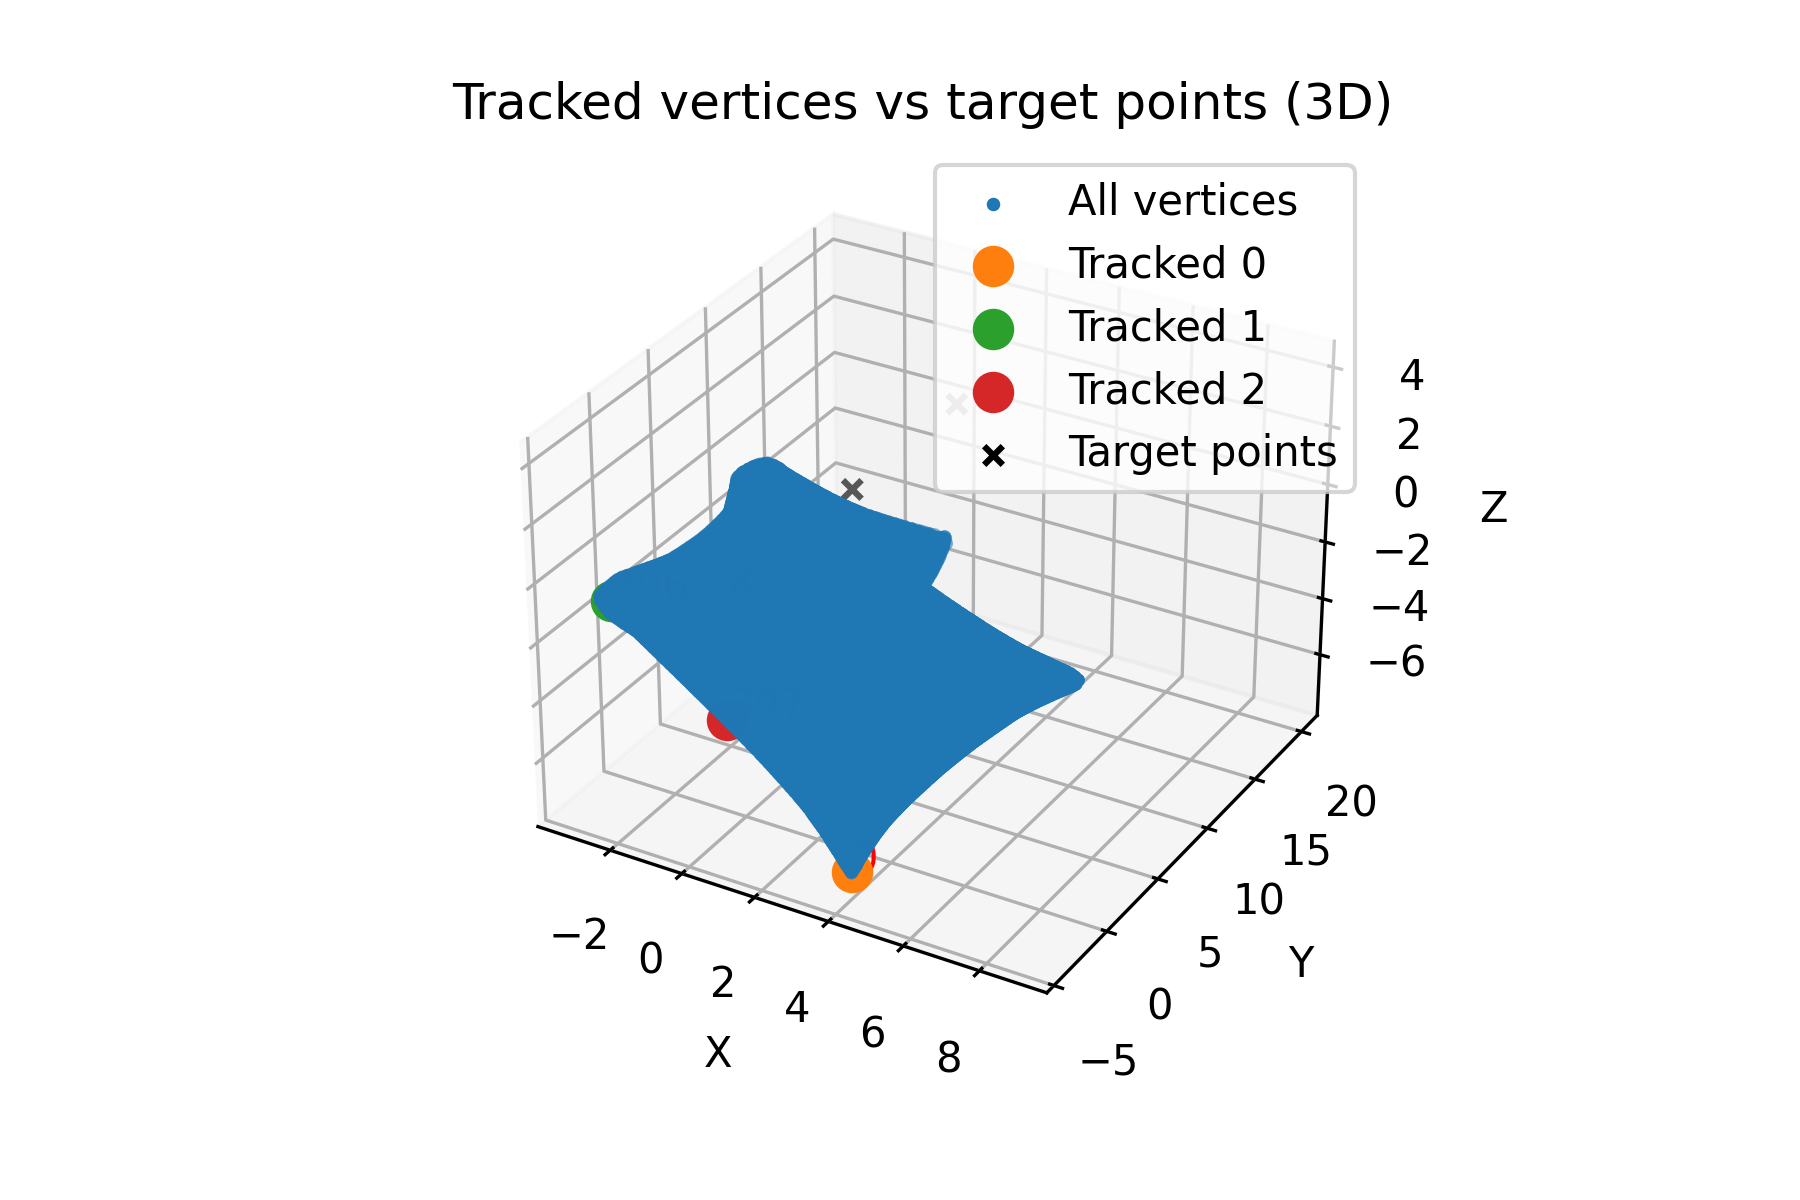 Tracked vertices vs target points (3D)
All vertices
Tracked 0
Tracked 1
Tracked 2
Target points
4
2
0
−2
−4
−6
Z
20
15
10
5
0
−5
Y
−2
0
2
4
6
8
X